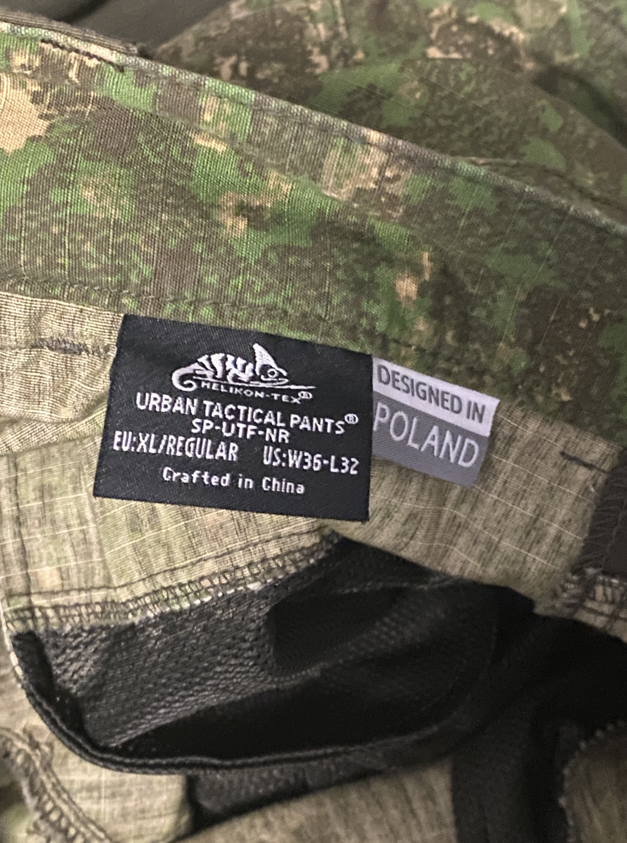 HELIKON-TEX®
URBAN TACTICAL PANTS®
SP-UTF-NR
EU:XL/REGULAR US:W36-L32
Crafted in China
DESIGNED IN
POLAND